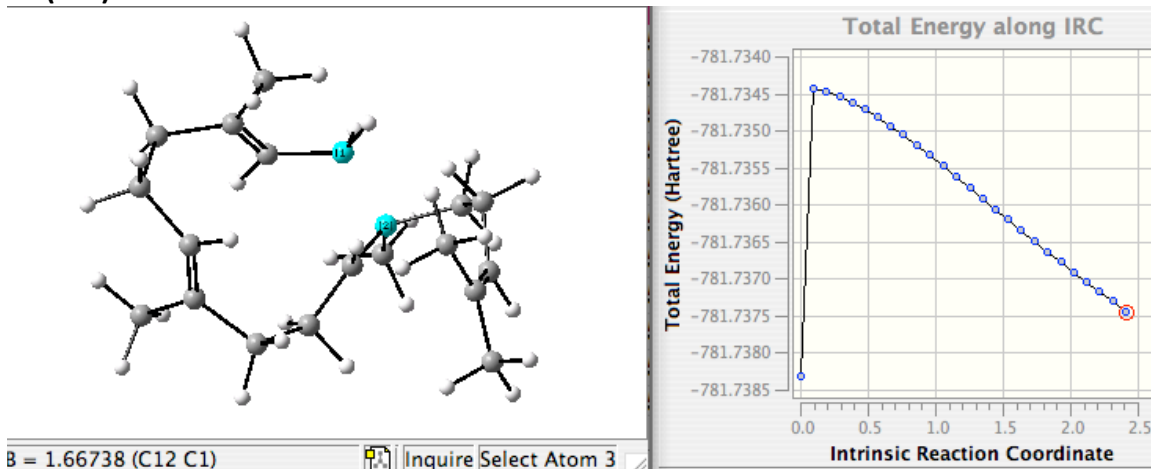 Total Energy along IRC
-781.7340
-781.7345
-781.7350
-781.7355
-781.7360
-781.7365
-781.7370
-781.7375
-781.7380
-781.7385
Total Energy (Hartree)
0.0 0.5 1.0 1.5 2.0 2.5
Intrinsic Reaction Coordinate
B = 1.66738 (C12 C1) Inquire Select Atom 3